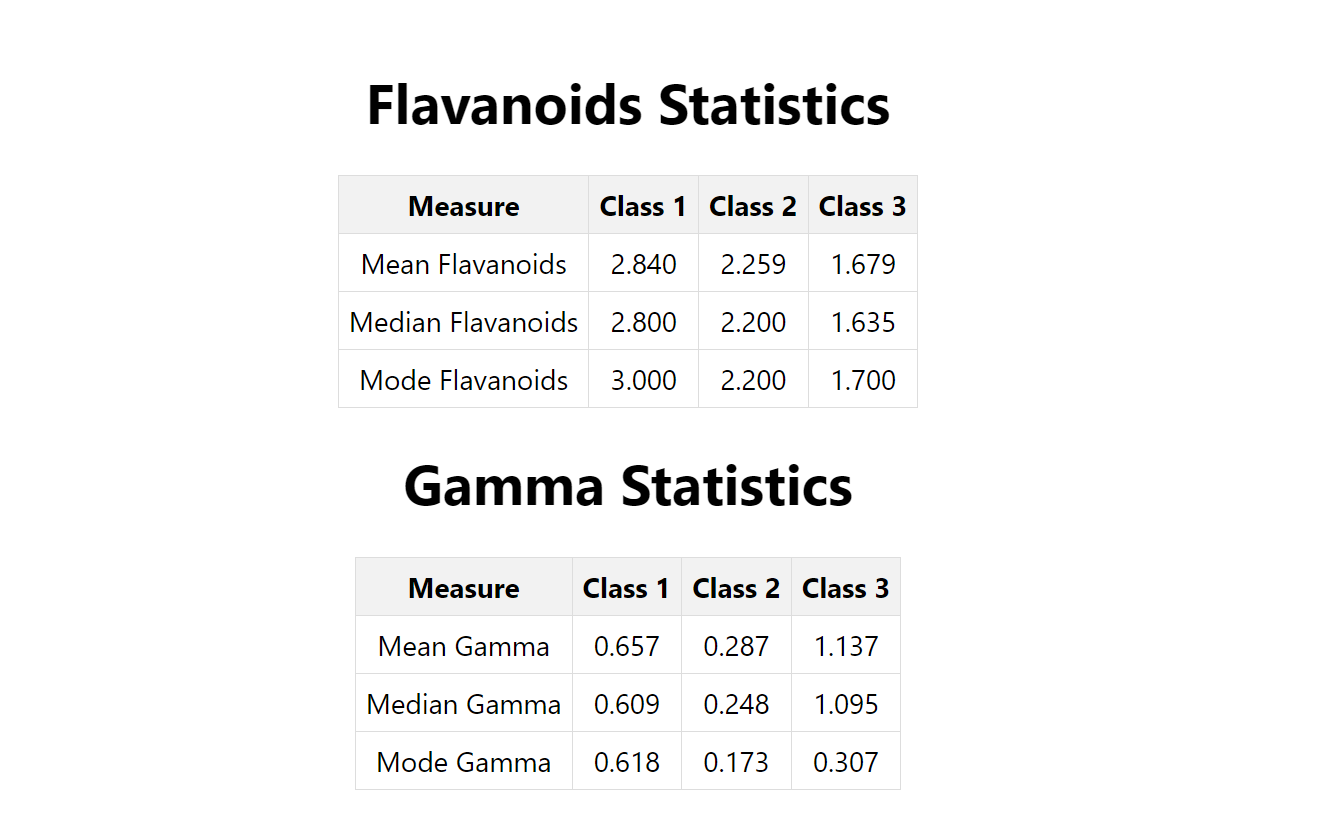 Flavanoids Statistics
Measure Class 1 Class 2 Class 3
Mean Flavanoids 2.840 2.259 1.679
Median Flavanoids 2.800 2.200 1.635
Mode Flavanoids 3.000 2.200 1.700
Gamma Statistics
Measure Class 1 Class 2 Class 3
Mean Gamma 0.657 0.287 1.137
Median Gamma 0.609 0.248 1.095
Mode Gamma 0.618 0.173 0.307